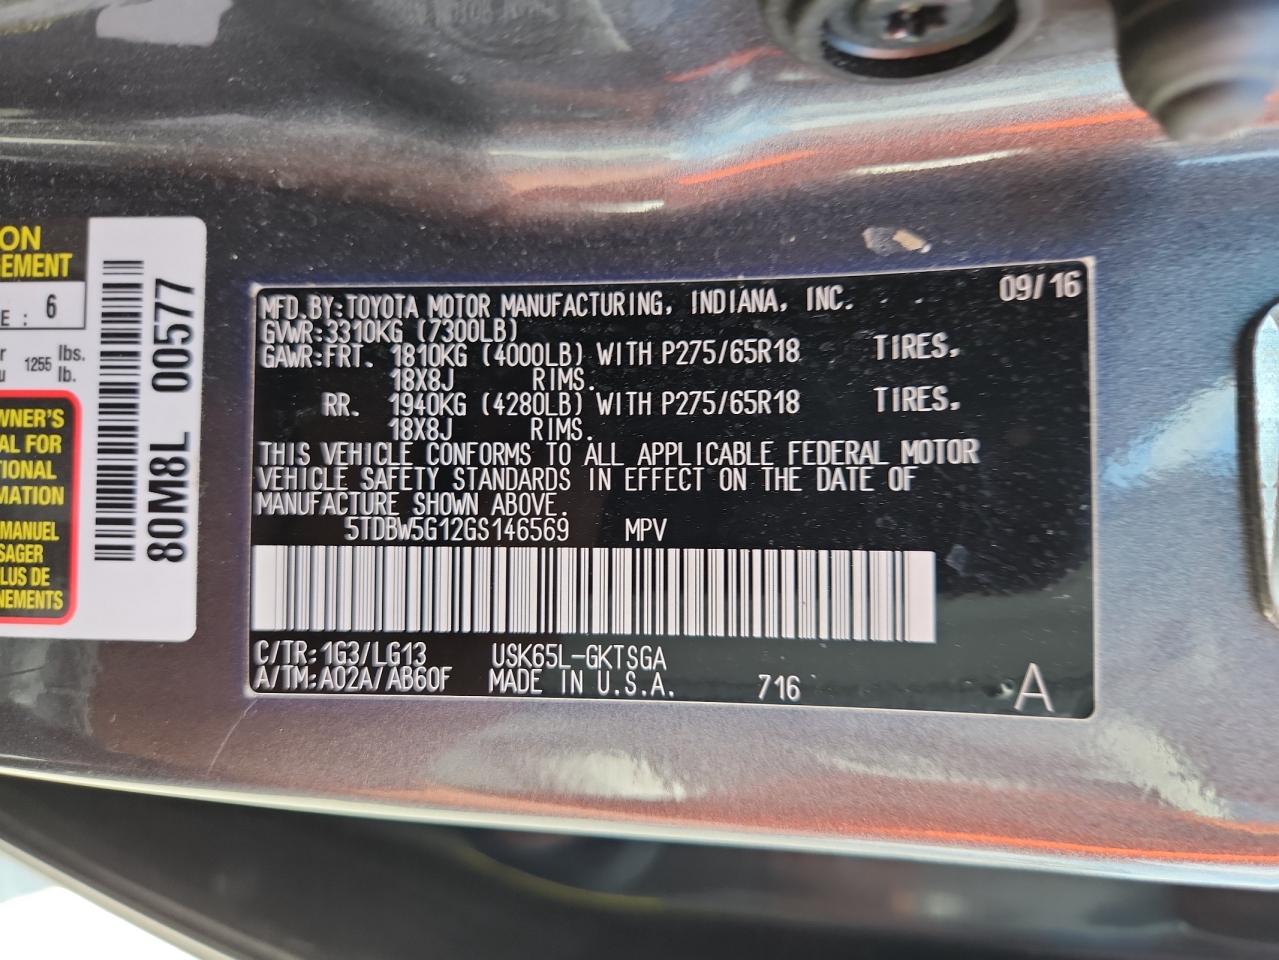 ON
GEMENT
E : 6
r 1255 lbs.
u lb.
OWNER'S
AL FOR
TIONAL
RMATION
MANUEL
SAGER
PLUS DE
NEMENTS
80M8L 00577
MFD.BY:TOYOTA MOTOR MANUFACTURING, INDIANA, INC. 09/16
GVWR:3310KG (7300LB)
GAWR:FRT. 1810KG (4000LB) WITH P275/65R18 TIRES.
18X8J RIMS.
RR. 1940KG (4280LB) WITH P275/65R18 TIRES.
18X8J RIMS.
THIS VEHICLE CONFORMS TO ALL APPLICABLE FEDERAL MOTOR
VEHICLE SAFETY STANDARDS IN EFFECT ON THE DATE OF
MANUFACTURE SHOWN ABOVE.
5TDBW5G12GS146569 MPV
C/TR:1G3/LG13 USK65L-GKTSGA
A/TM:A02A/AB60F MADE IN U.S.A. 716 A